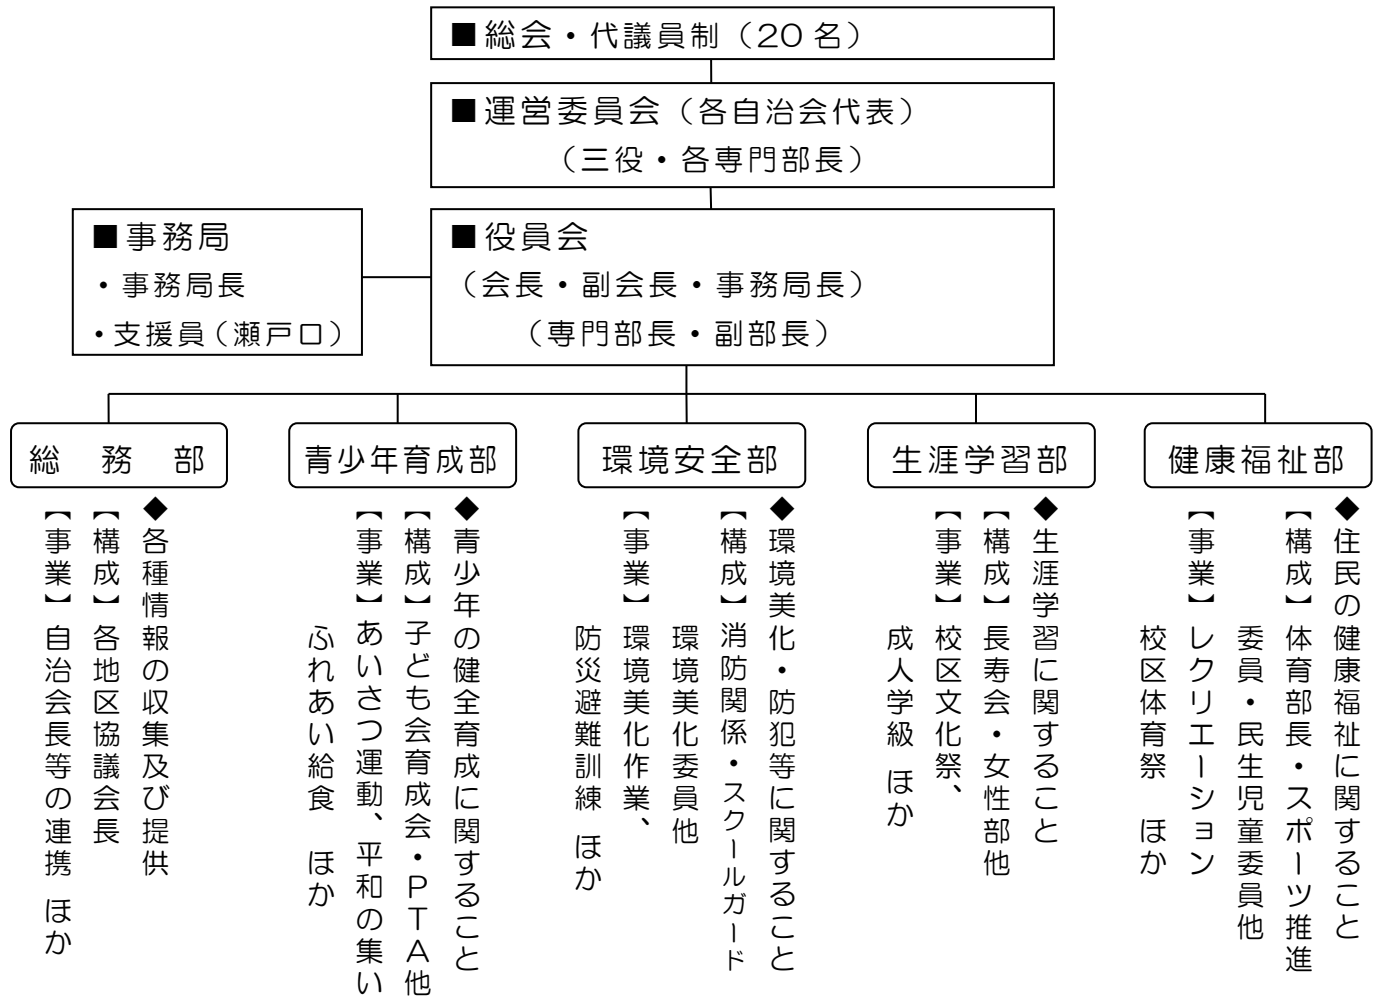 ■総会・代議員制（20名）
■運営委員会（各自治会代表）
（三役・各専門部長）
■事務局
・事務局長
・支援員（瀬戸口）
■役員会
（会長・副会長・事務局長）
（専門部長・副部長）
総　務　部
◆各種情報の収集及び提供
【構成】各地区協議会長
【事業】自治会長等の連携 ほか
青少年育成部
◆青少年の健全育成に関すること
【構成】子ども会育成会・PTA他
【事業】あいさつ運動、平和の集い
ふれあい給食　ほか
環境安全部
◆環境美化・防犯等に関すること
【構成】消防関係・スクールガード
環境美化委員他
【事業】環境美化作業、
防災避難訓練 ほか
生涯学習部
◆生涯学習に関すること
【構成】長寿会・女性部他
【事業】校区文化祭、
成人学級 ほか
健康福祉部
◆住民の健康福祉に関すること
【構成】体育部長・スポーツ推進
委員・民生児童委員他
【事業】レクリエーション
校区体育祭　ほか